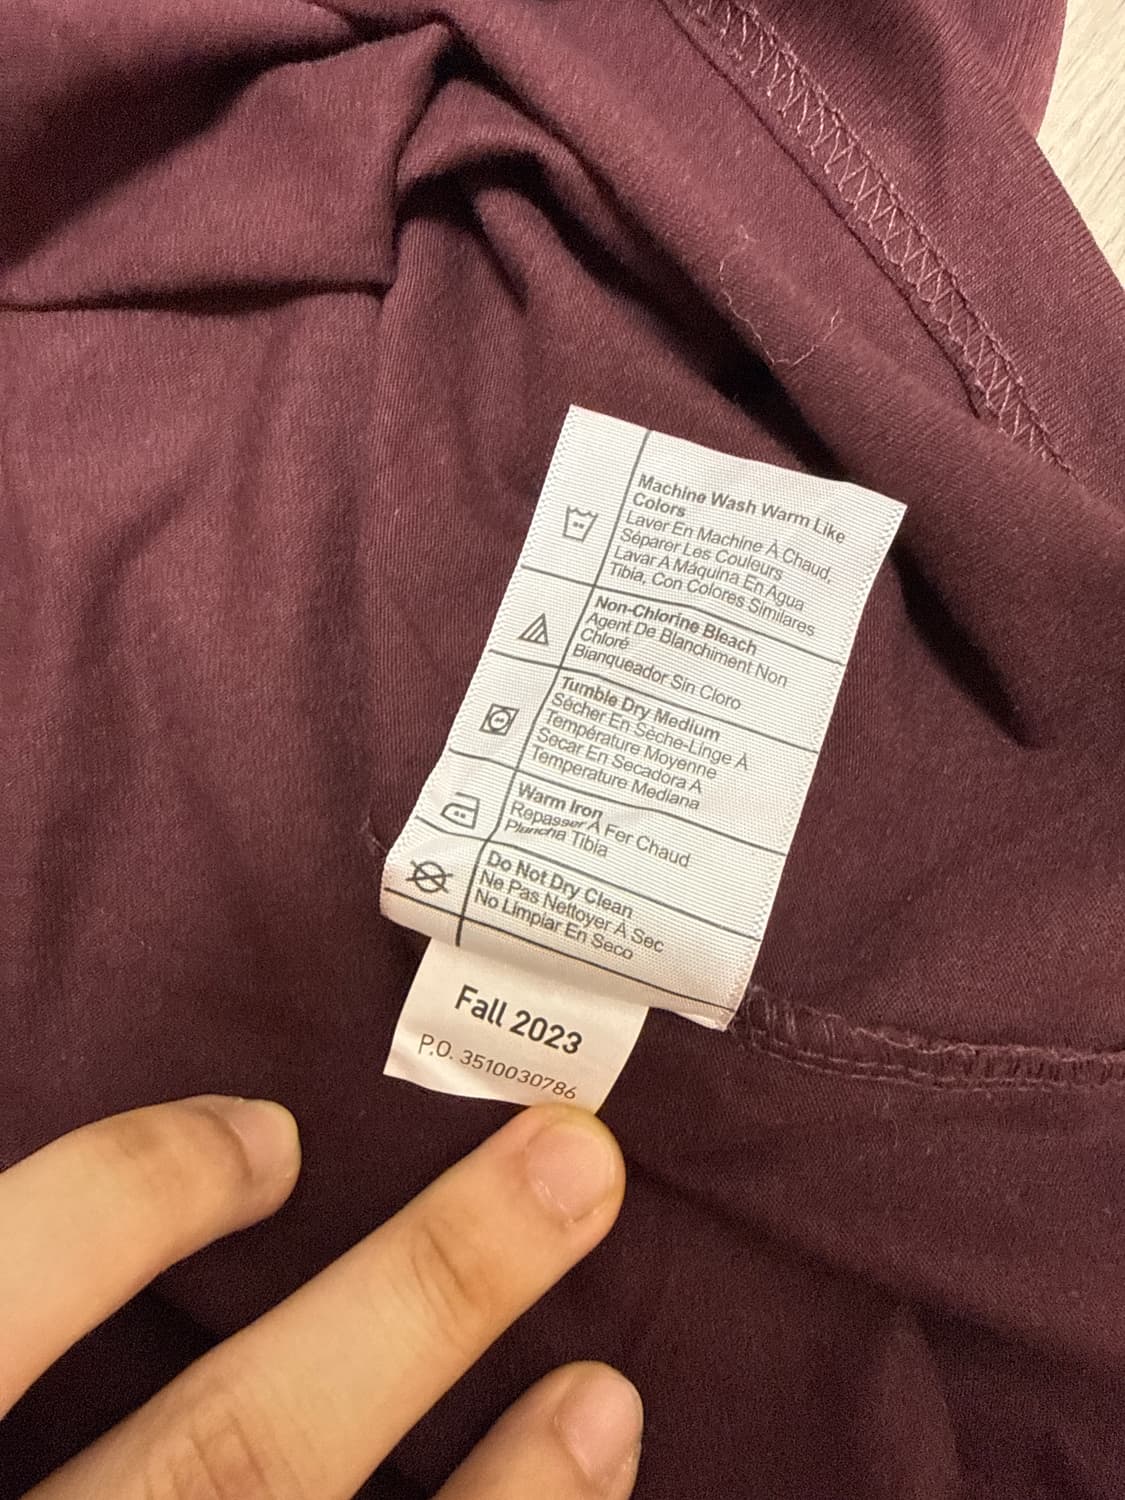 Machine Wash Warm Like
Colors
Laver En Machine À Chaud,
Séparer Les Couleurs
Lavar A Máquina En Agua
Tibia, Con Colores Similares
Non-Chlorine Bleach
Agent De Blanchiment Non
Chloré
Blanqueador Sin Cloro
Tumble Dry Medium
Sécher En Sèche-Linge À
Température Moyenne
Secar En Secadora A
Temperature Mediana
Warm Iron
Repasser À Fer Chaud
Plancha Tibia
Do Not Dry Clean
Ne Pas Nettoyer À Sec
No Limpiar En Seco
Fall 2023
P.O. 3510030786